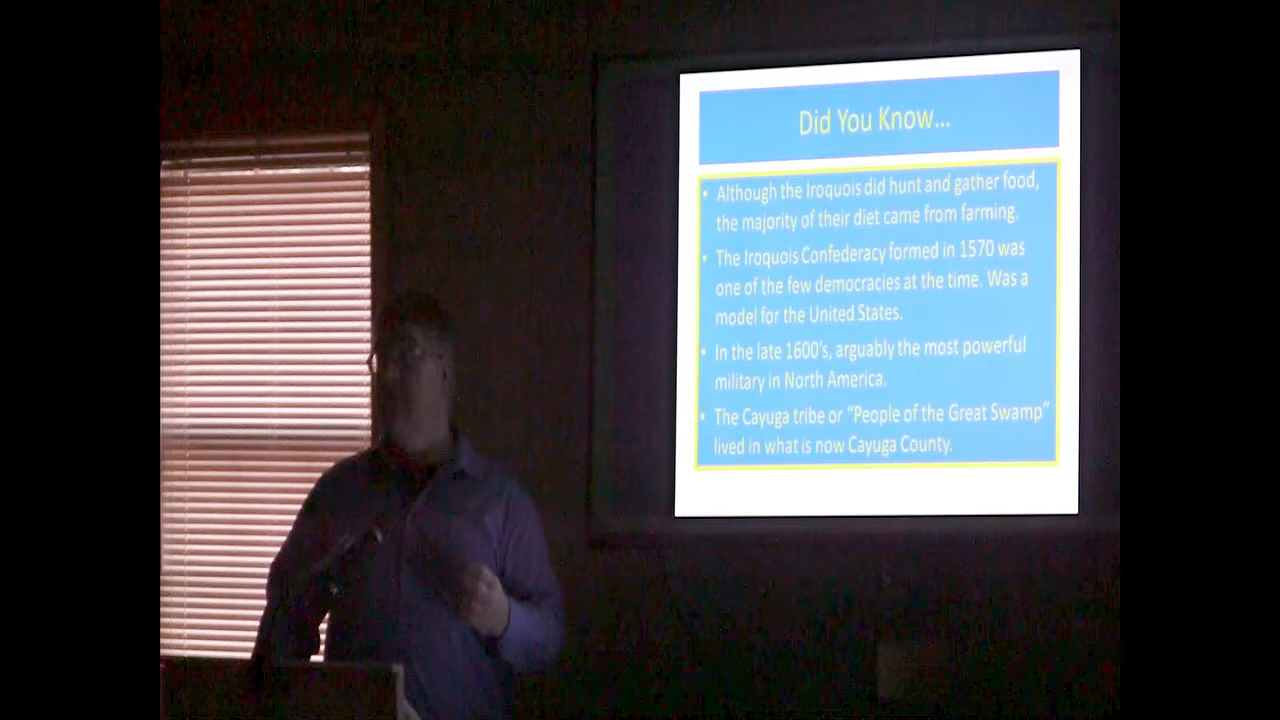 Did You Know...
• Although the Iroquois did hunt and gather food,
the majority of their diet came from farming.
• The Iroquois Confederacy formed in 1570 was
one of the few democracies at the time. Was a
model for the United States.
• In the late 1600's, arguably the most powerful
military in North America.
• The Cayuga tribe or “People of the Great Swamp”
lived in what is now Cayuga County.